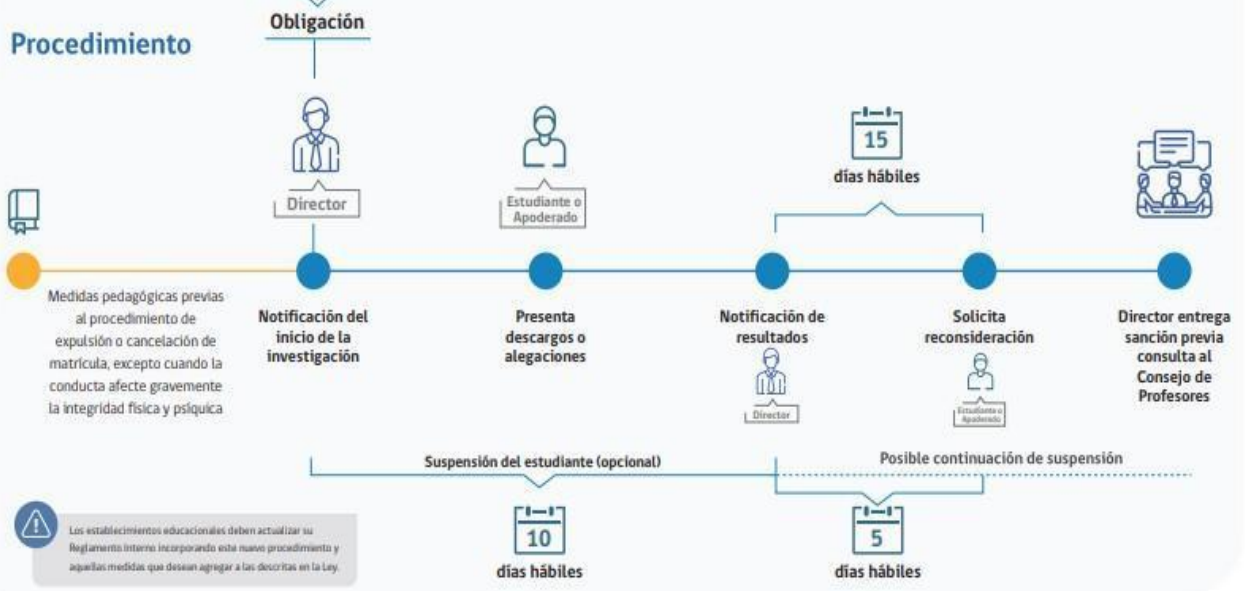 Procedimiento
Obligación
Director
Estudiante o
Apoderado
15
días hábiles
Medidas pedagógicas previas
al procedimiento de
expulsión o cancelación de
matrícula, excepto cuando la
conducta afecte gravemente
la integridad física y psíquica
Notificación del
inicio de la
investigación
Presenta
descargos o
alegaciones
Notificación de
resultados
Director
Solicita
reconsideración
Estudiante o
Apoderado
Director entrega
sanción previa
consulta al
Consejo de
Profesores
Suspensión del estudiante (opcional)
Posible continuación de suspensión
10
días hábiles
5
días hábiles
Los establecimientos educacionales deben actualizar su
Reglamento Interno incorporando este nuevo procedimiento y
aquellas medidas que desean agregar a las descritas en la Ley.